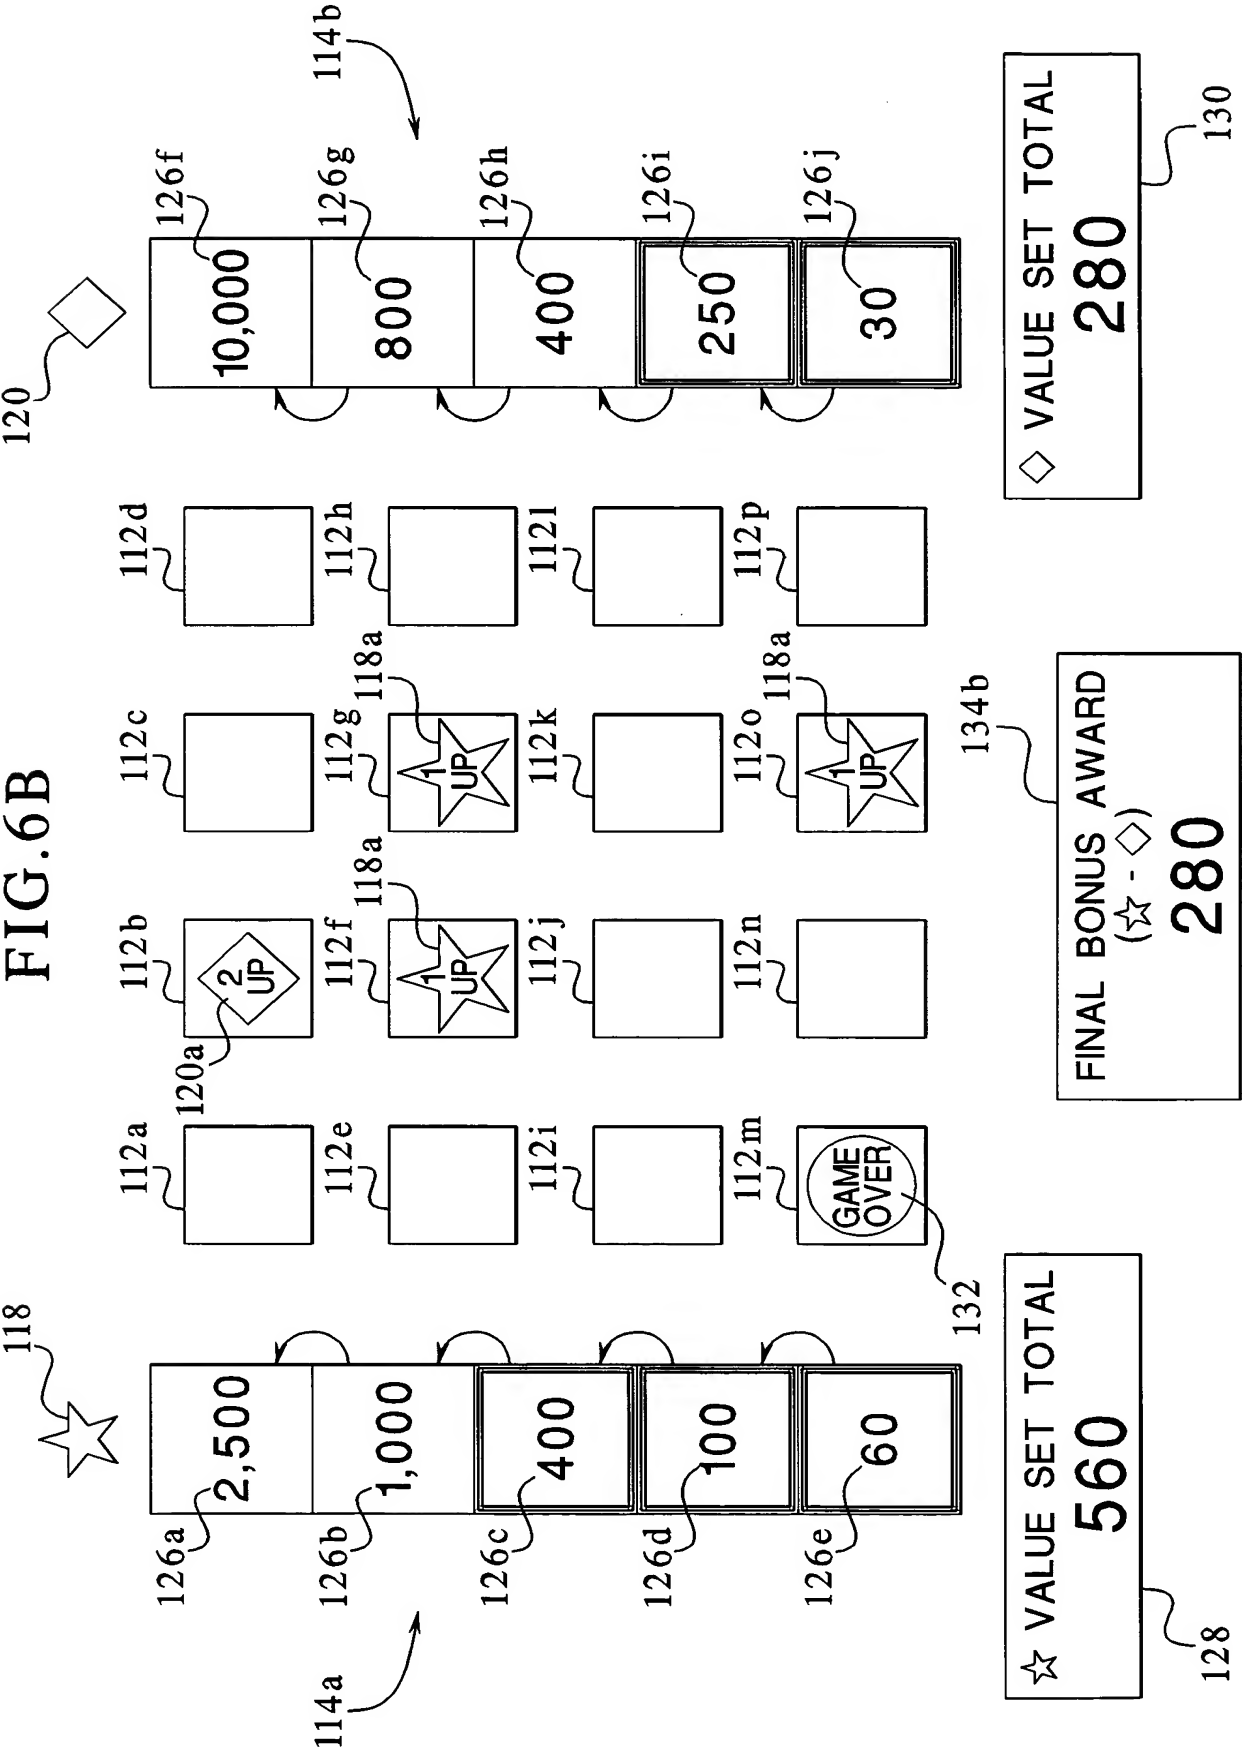 FIG.6B
118
120
126a
2,500
112a
112b
112c
112d
10,000
126f
120a
2
UP
114a
126b
1,000
112e
112f
118a
112g
118a
112h
800
126g
114b
1
UP
1
UP
126c
400
112i
112j
112k
112l
400
126h
126d
100
112m
112n
112o
118a
112p
250
126i
GAME
OVER
1
UP
126e
60
132
30
126j
☆ VALUE SET TOTAL
560
128
134b
FINAL BONUS AWARD
(☆-◇)
280
◇ VALUE SET TOTAL
280
130